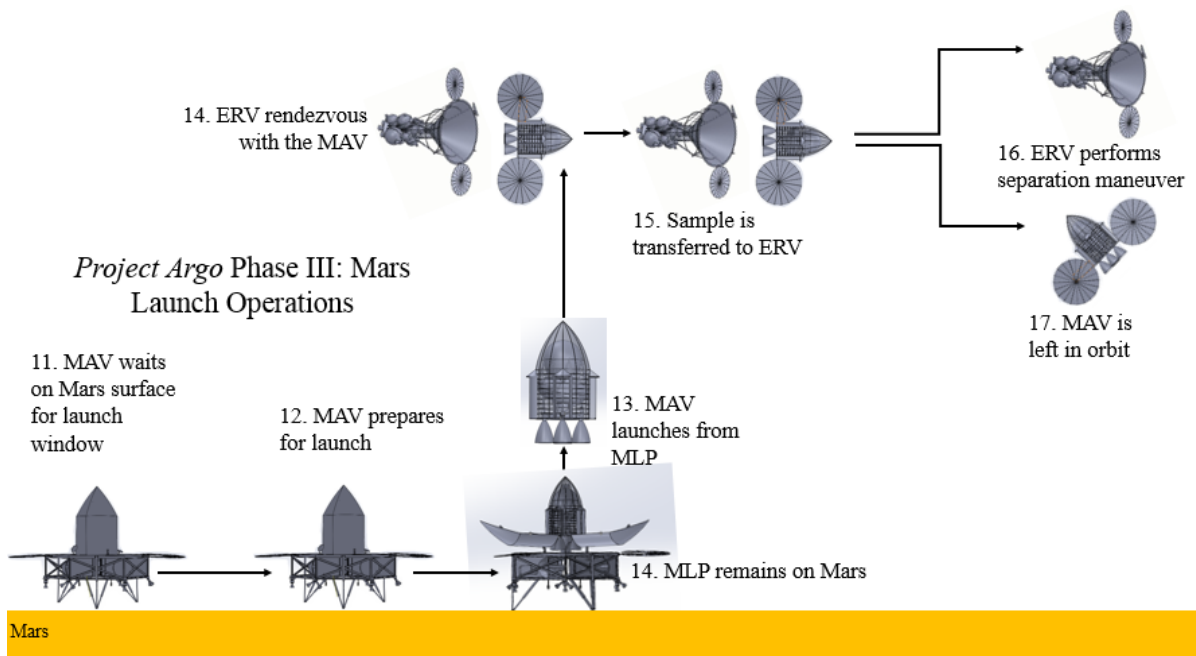 14. ERV rendezvous
with the MAV
15. Sample is
transferred to ERV
16. ERV performs
separation maneuver
17. MAV is
left in orbit
Project Argo Phase III: Mars
Launch Operations
11. MAV waits
on Mars surface
for launch
window
12. MAV prepares
for launch
13. MAV
launches from
MLP
14. MLP remains on Mars
Mars